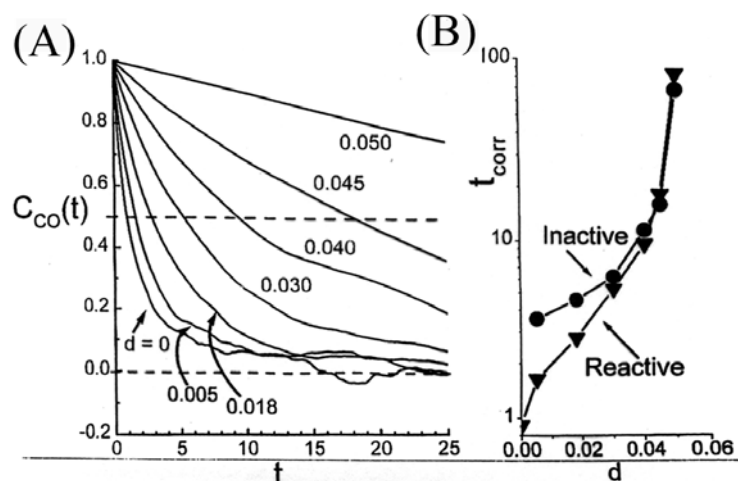 (A)
(B)
1.0
0.8
0.6
0.4
0.2
0.0
-0.2
C_CO(t)
0.050
0.045
0.040
0.030
d = 0
0.005
0.018
0 5 10 15 20 25
t
100
10
1
t_corr
Inactive
Reactive
0.00 0.02 0.04 0.06
d